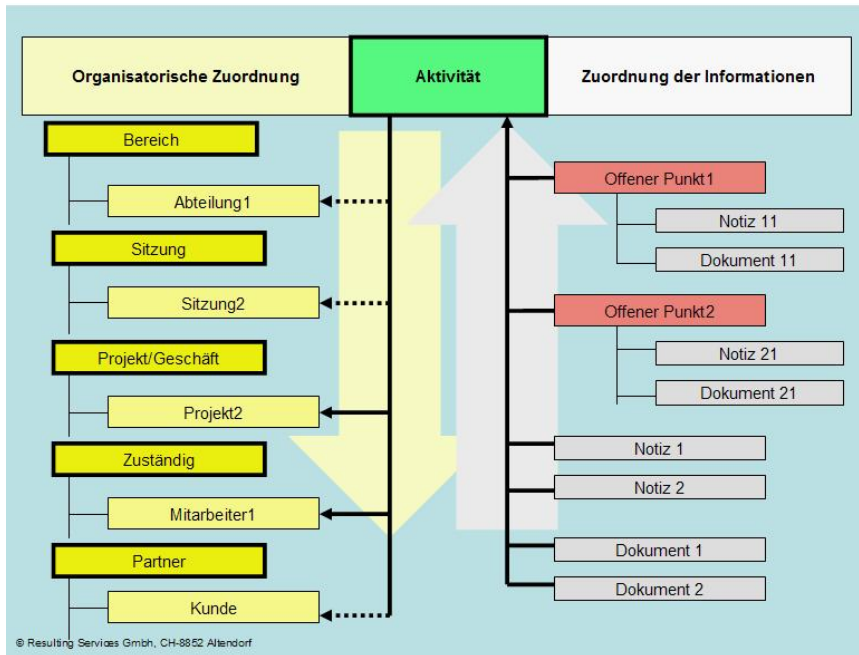 Organisatorische Zuordnung
Aktivität
Zuordnung der Informationen
Bereich
Abteilung1
Sitzung
Sitzung2
Projekt/Geschäft
Projekt2
Zuständig
Mitarbeiter1
Partner
Kunde
Offener Punkt1
Notiz 11
Dokument 11
Offener Punkt2
Notiz 21
Dokument 21
Notiz 1
Notiz 2
Dokument 1
Dokument 2
© Resulting Services Gmbh, CH-8852 Altendorf